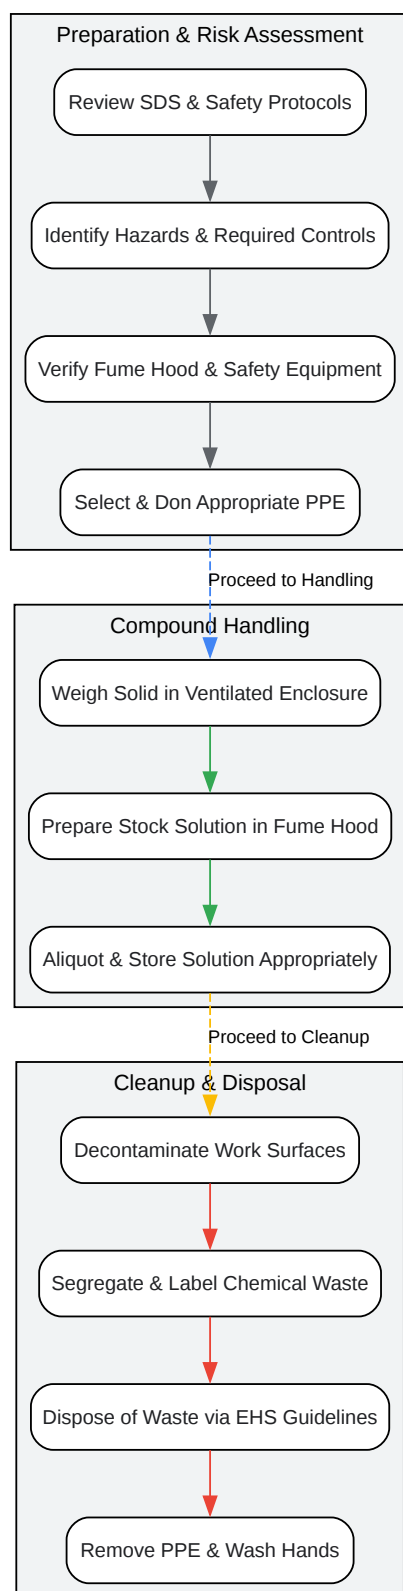 Preparation & Risk Assessment
Review SDS & Safety Protocols
Identify Hazards & Required Controls
Verify Fume Hood & Safety Equipment
Select & Don Appropriate PPE
Proceed to Handling
Compound Handling
Weigh Solid in Ventilated Enclosure
Prepare Stock Solution in Fume Hood
Aliquot & Store Solution Appropriately
Proceed to Cleanup
Cleanup & Disposal
Decontaminate Work Surfaces
Segregate & Label Chemical Waste
Dispose of Waste via EHS Guidelines
Remove PPE & Wash Hands